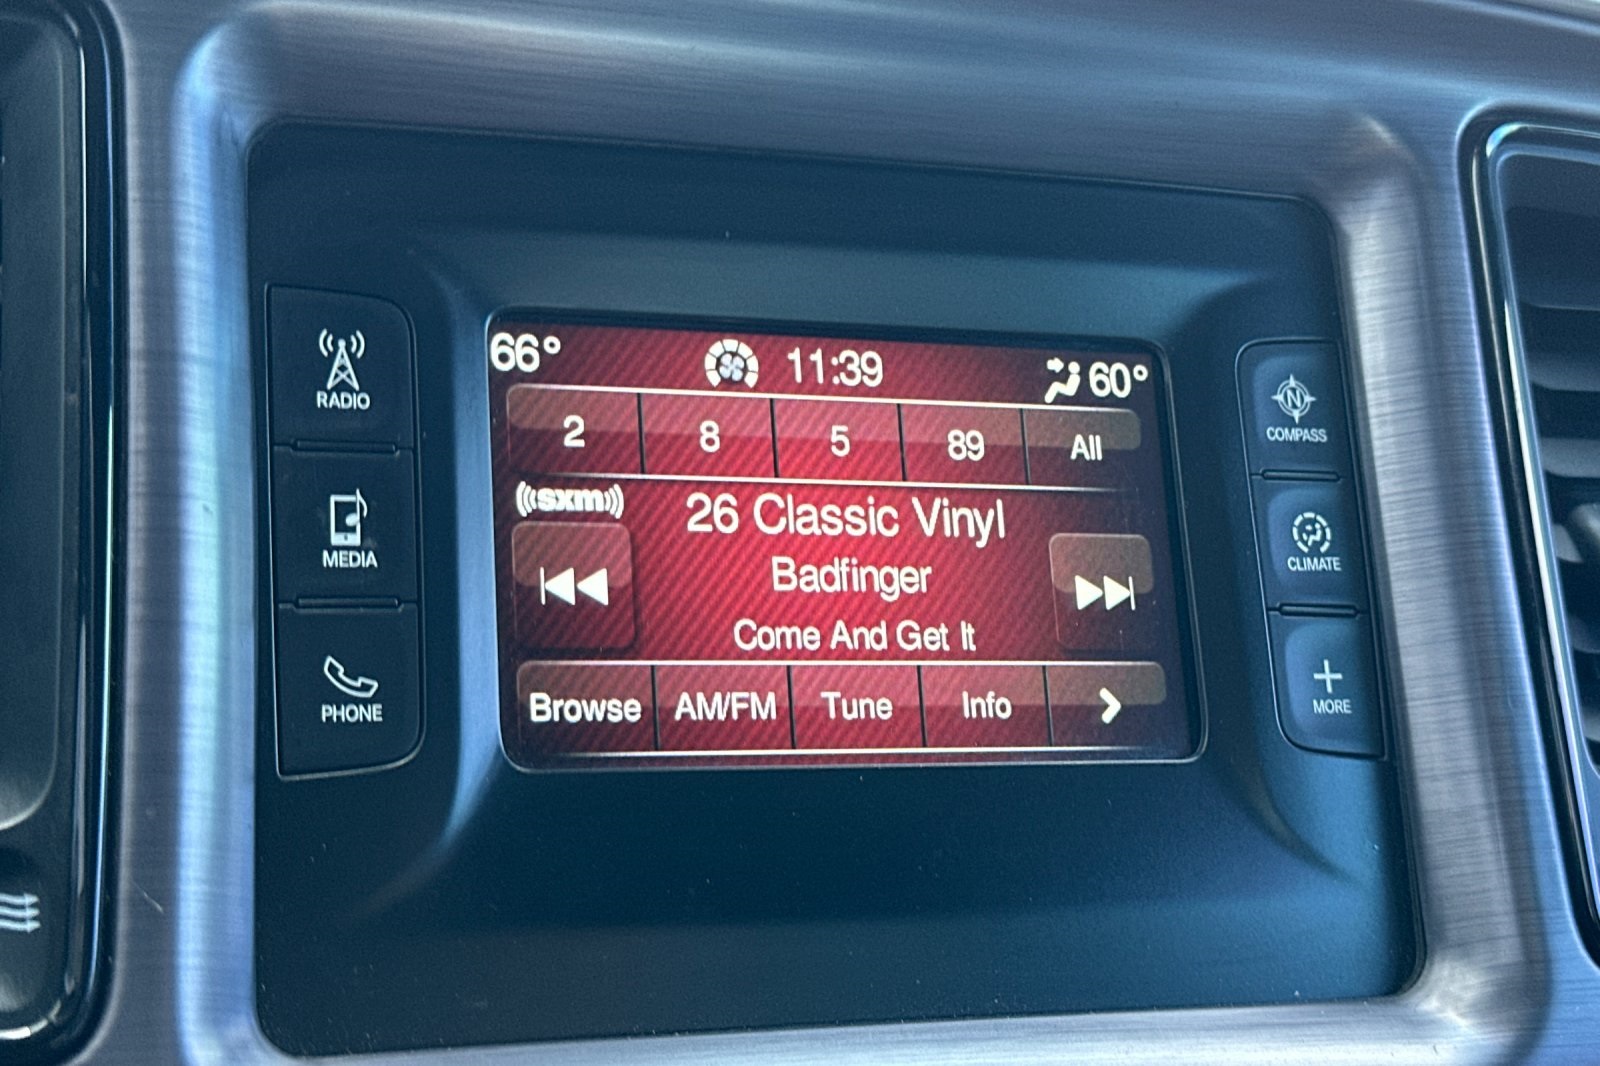 66° 11:39 60°
2 8 5 89 All
sxm
26 Classic Vinyl
Badfinger
Come And Get It
Browse AM/FM Tune Info
RADIO
MEDIA
PHONE
N
COMPASS
CLIMATE
MORE